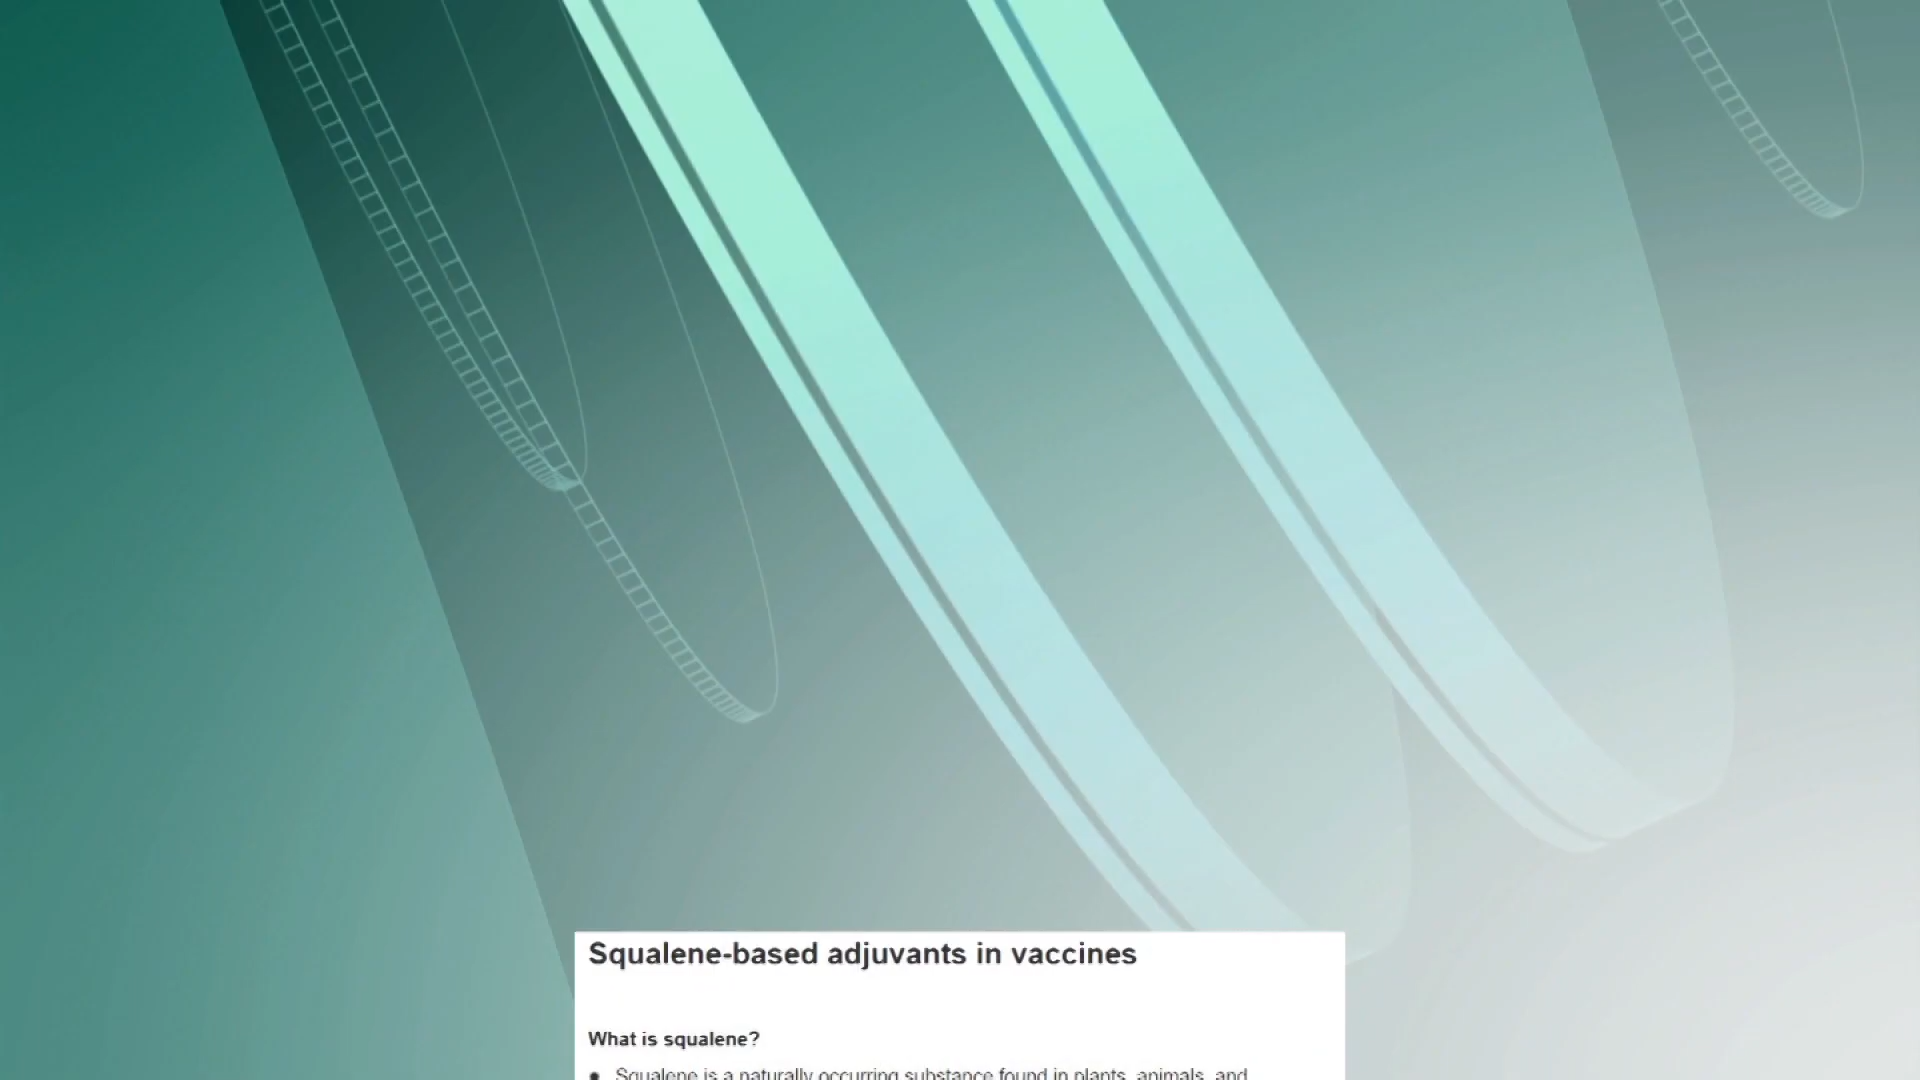 Squalene-based adjuvants in vaccines
What is squalene?
• Squalene is a naturally occurring substance found in plants, animals, and